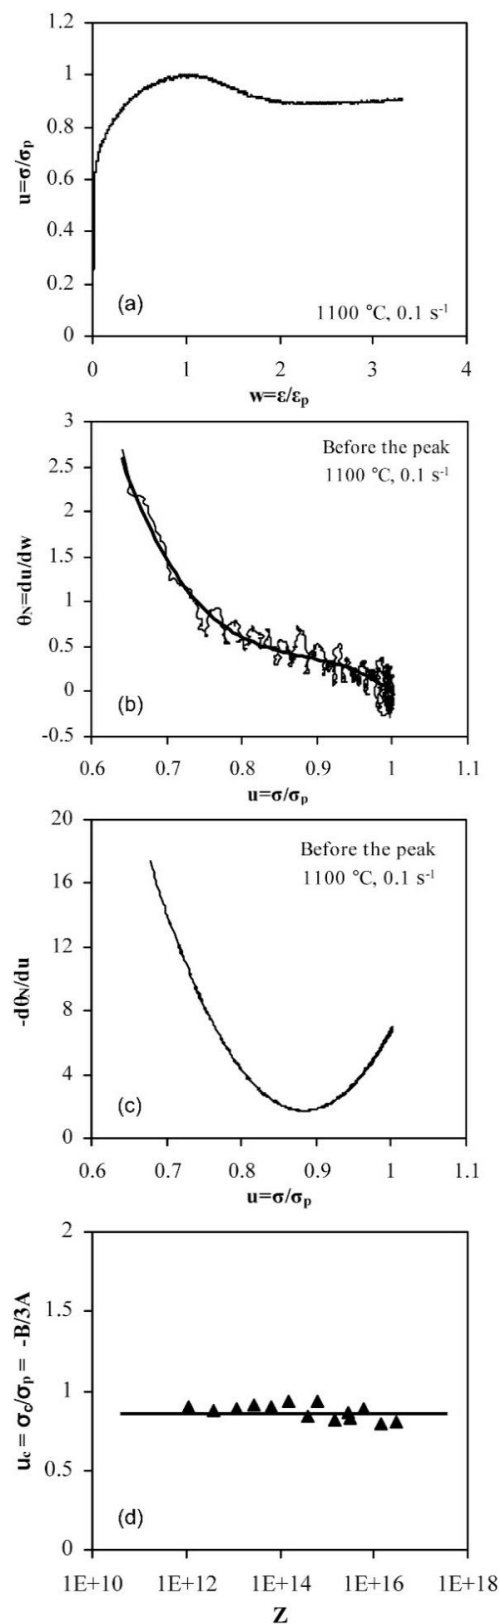 1.2
1
0.8
0.6
0.4
0.2
0
u=σ/σp
(a)
1100 °C, 0.1 s-1
0 1 2 3 4
w=ε/εp
3
2.5
2
1.5
1
0.5
0
-0.5
θN=du/dw
Before the peak
1100 °C, 0.1 s-1
(b)
0.6 0.7 0.8 0.9 1 1.1
u=σ/σp
20
16
12
8
4
0
-dθN/du
Before the peak
1100 °C, 0.1 s-1
(c)
0.6 0.7 0.8 0.9 1 1.1
u=σ/σp
2
1.5
1
0.5
0
uc = σc/σp = -B/3A
(d)
1E+10 1E+12 1E+14 1E+16 1E+18
Z